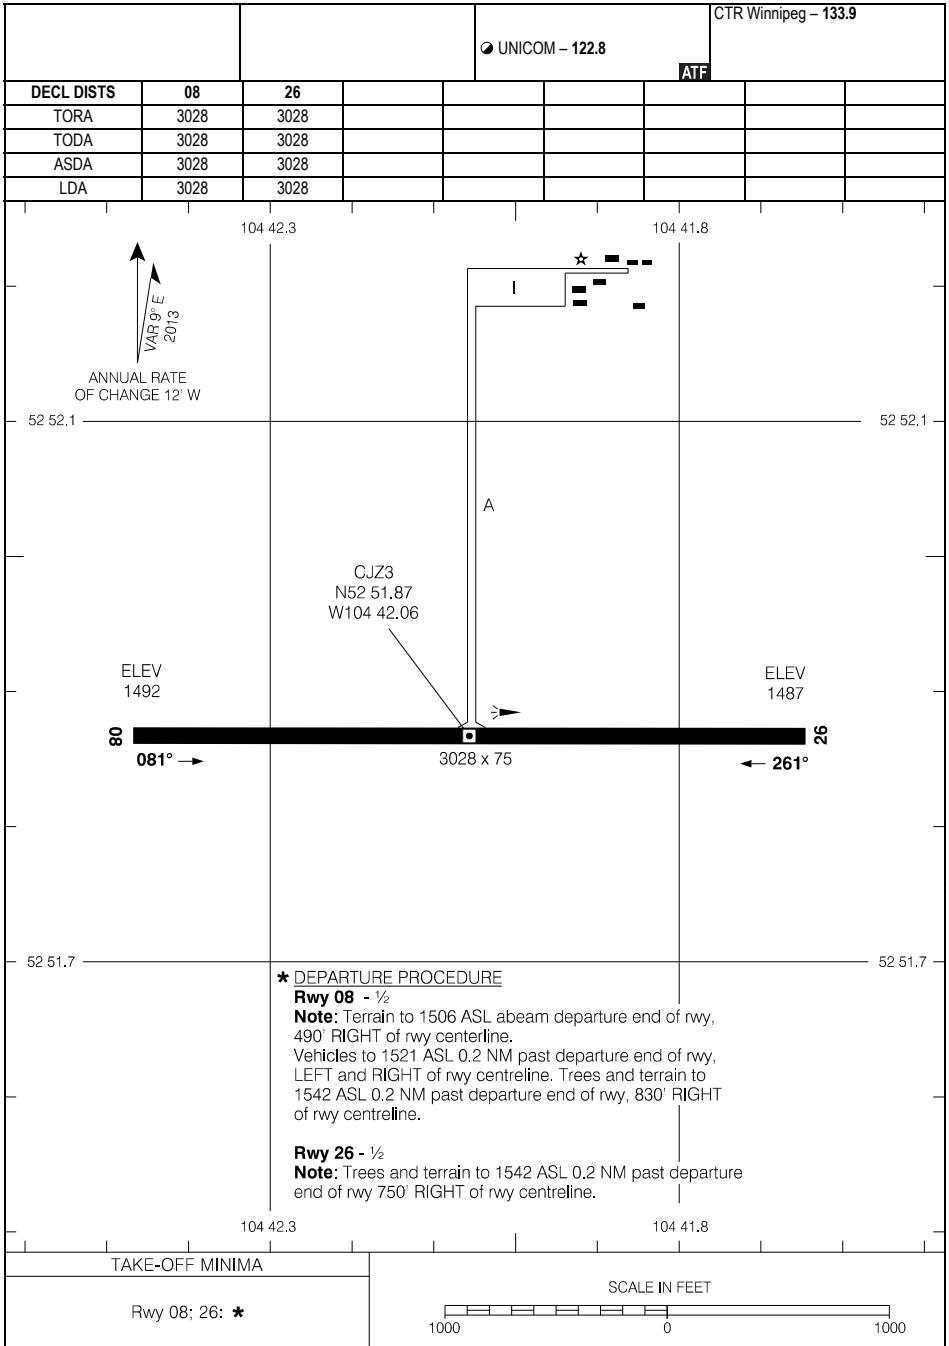 CTR Winnipeg – 133.9
UNICOM – 122.8
ATF
DECL DISTS 08 26
TORA 3028 3028
TODA 3028 3028
ASDA 3028 3028
LDA 3028 3028
104 42.3 104 41.8
VAR 9° E
2013
ANNUAL RATE
OF CHANGE 12' W
I
52 52.1 52 52.1
A
CJZ3
N52 51.87
W104 42.06
ELEV
1492
ELEV
1487
08
26
081°
3028 x 75
261°
52 51.7 52 51.7
* DEPARTURE PROCEDURE
Rwy 08 - ½
Note: Terrain to 1506 ASL abeam departure end of rwy,
490' RIGHT of rwy centerline.
Vehicles to 1521 ASL 0.2 NM past departure end of rwy,
LEFT and RIGHT of rwy centreline. Trees and terrain to
1542 ASL 0.2 NM past departure end of rwy, 830' RIGHT
of rwy centreline.
Rwy 26 - ½
Note: Trees and terrain to 1542 ASL 0.2 NM past departure
end of rwy 750' RIGHT of rwy centreline.
104 42.3 104 41.8
TAKE-OFF MINIMA
Rwy 08; 26: *
SCALE IN FEET
1000 0 1000